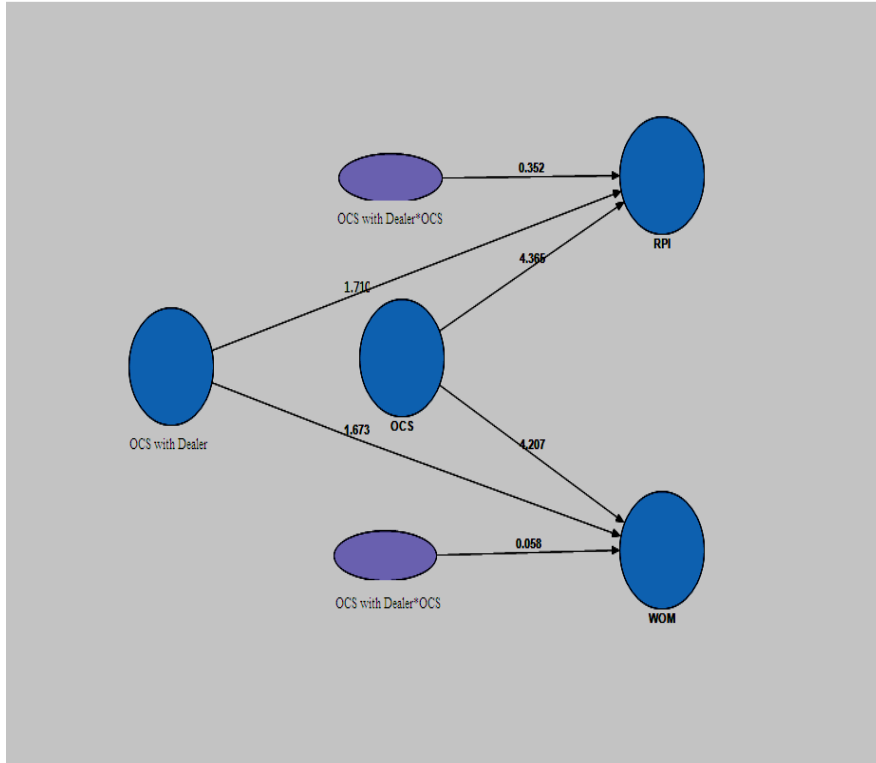 0.352
OCS with Dealer*OCS
RPI
4.365
1.710
OCS
OCS with Dealer
1.673
4.207
0.058
OCS with Dealer*OCS
WOM